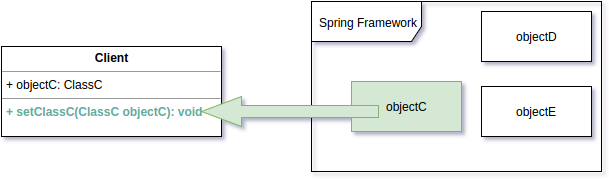 Client
+ objectC: ClassC
+ setClassC(ClassC objectC): void
Spring Framework
objectD
objectC
objectE